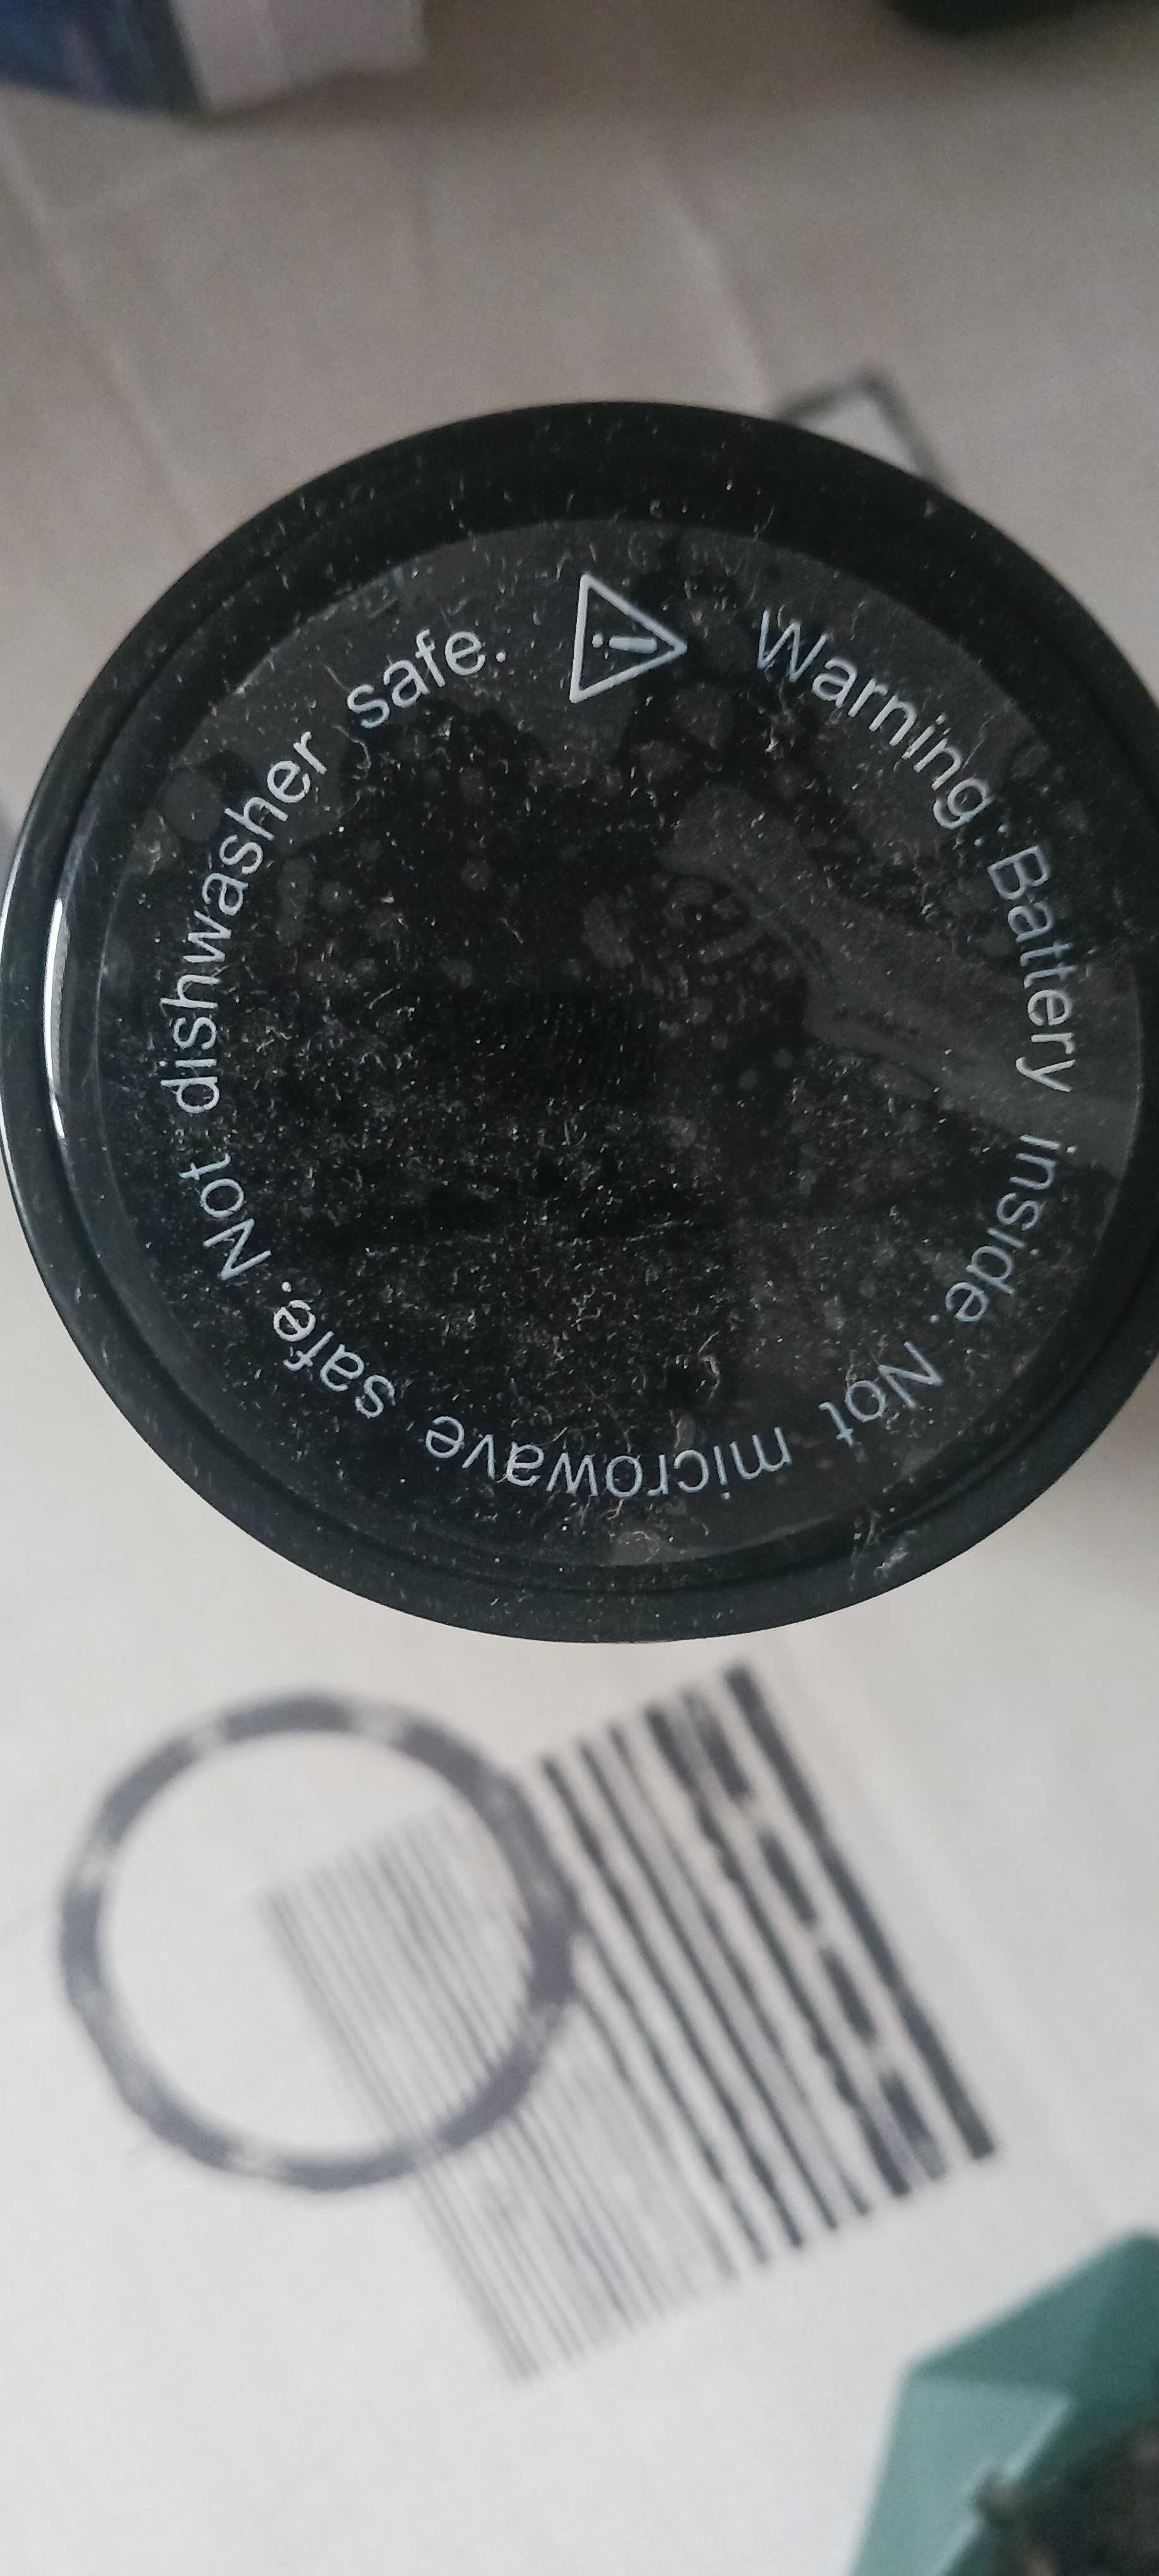 Warning: Battery inside. Not microwave safe. Not dishwasher safe.